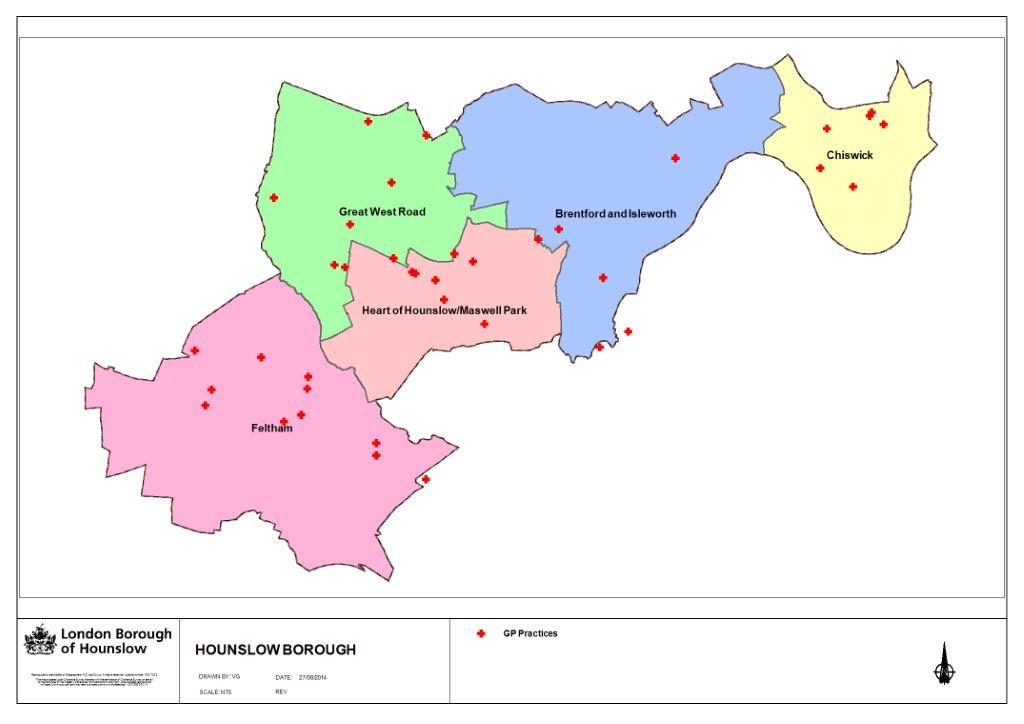 Chiswick
Great West Road
Brentford and Isleworth
Heart of Hounslow/Maswell Park
Feltham
London Borough
of Hounslow
HOUNSLOW BOROUGH
DRAWN BY: VG DATE: 27/08/2014
SCALE: NTS REV
GP Practices